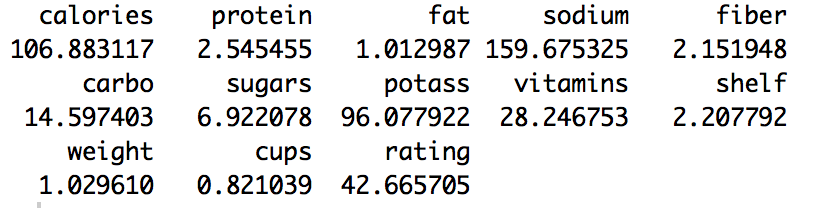 calories protein fat sodium fiber
106.883117 2.545455 1.012987 159.675325 2.151948
carbo sugars potass vitamins shelf
14.597403 6.922078 96.077922 28.246753 2.207792
weight cups rating
1.029610 0.821039 42.665705